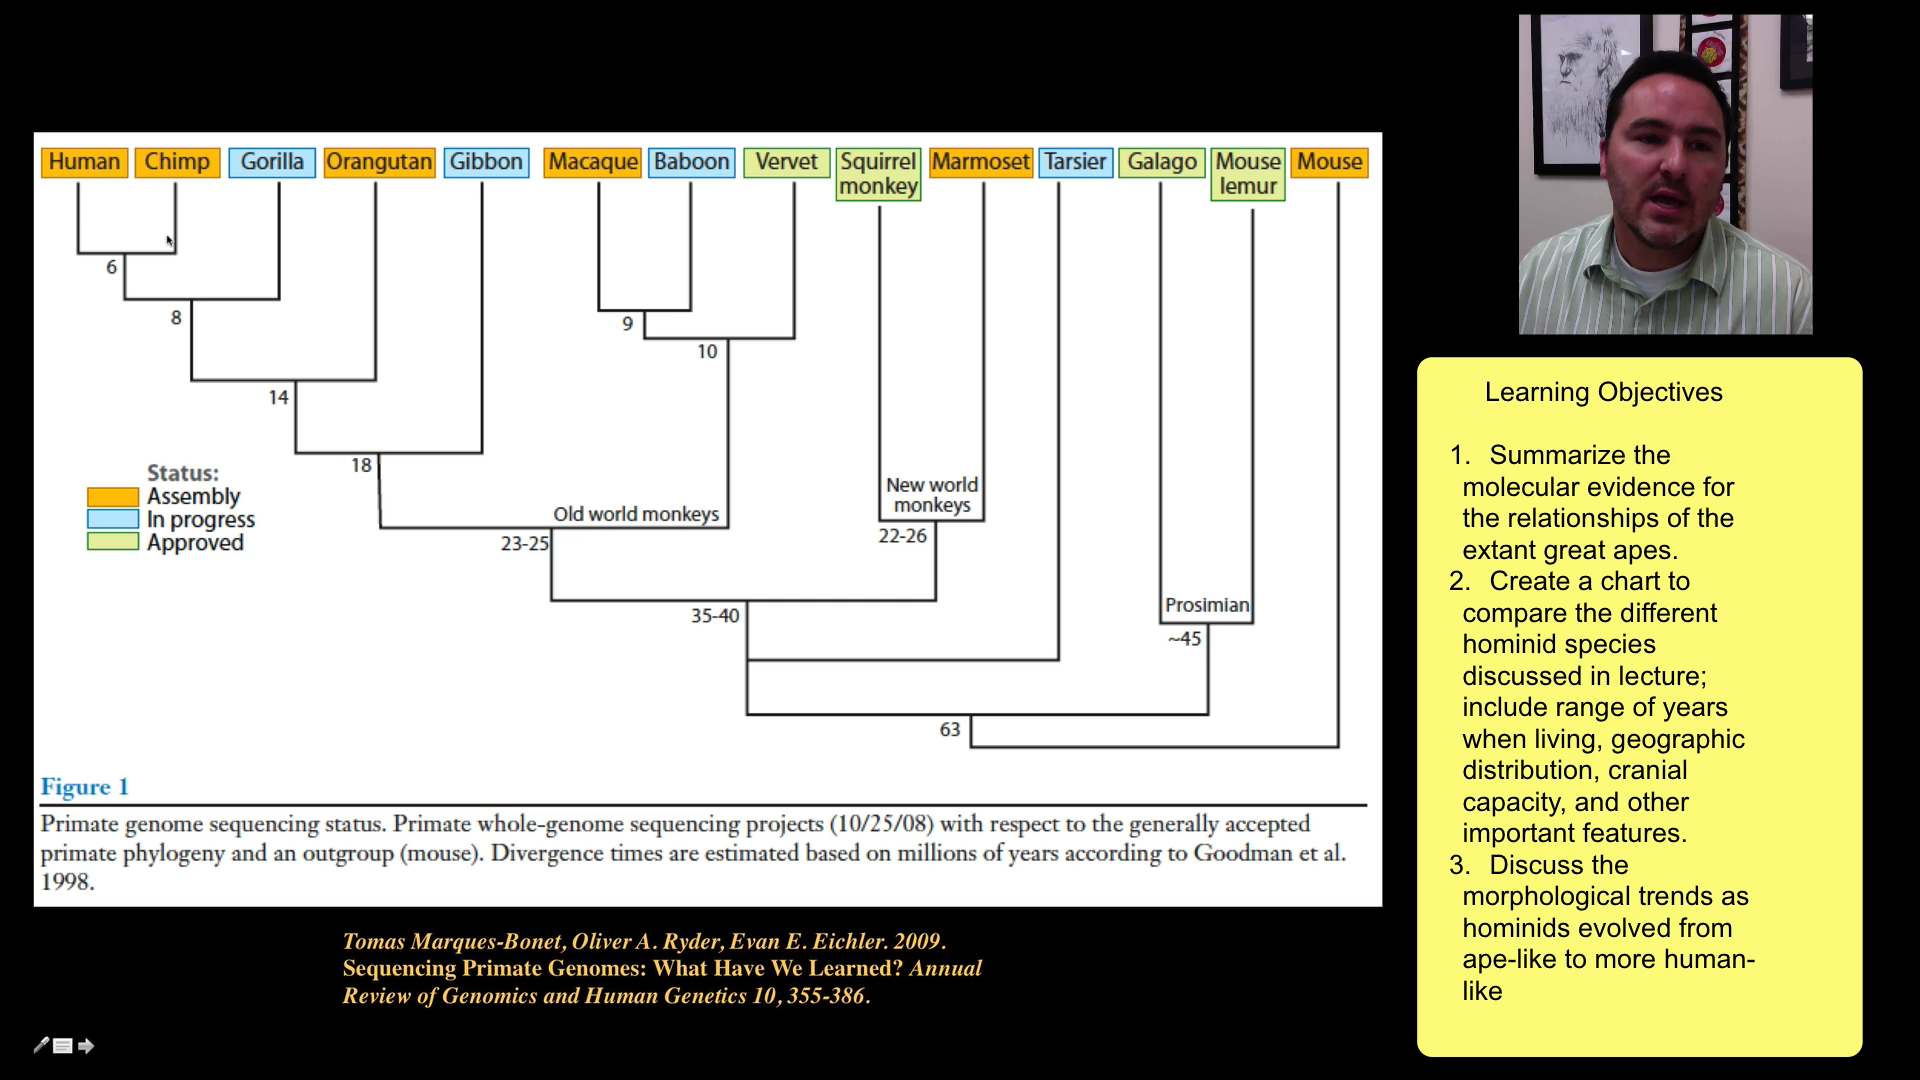 Human Chimp Gorilla Orangutan Gibbon Macaque Baboon Vervet Squirrel monkey Marmoset Tarsier Galago Mouse lemur Mouse
6
8
9
10
14
18
Status:
Assembly
In progress
Approved
Old world monkeys
23-25
New world
monkeys
22-26
35-40
Prosimian
~45
63
Figure 1
Primate genome sequencing status. Primate whole-genome sequencing projects (10/25/08) with respect to the generally accepted
primate phylogeny and an outgroup (mouse). Divergence times are estimated based on millions of years according to Goodman et al.
1998.
Tomas Marques-Bonet, Oliver A. Ryder, Evan E. Eichler. 2009.
Sequencing Primate Genomes: What Have We Learned? Annual
Review of Genomics and Human Genetics 10, 355-386.
Learning Objectives
1. Summarize the
molecular evidence for
the relationships of the
extant great apes.
2. Create a chart to
compare the different
hominid species
discussed in lecture;
include range of years
when living, geographic
distribution, cranial
capacity, and other
important features.
3. Discuss the
morphological trends as
hominids evolved from
ape-like to more human-
like